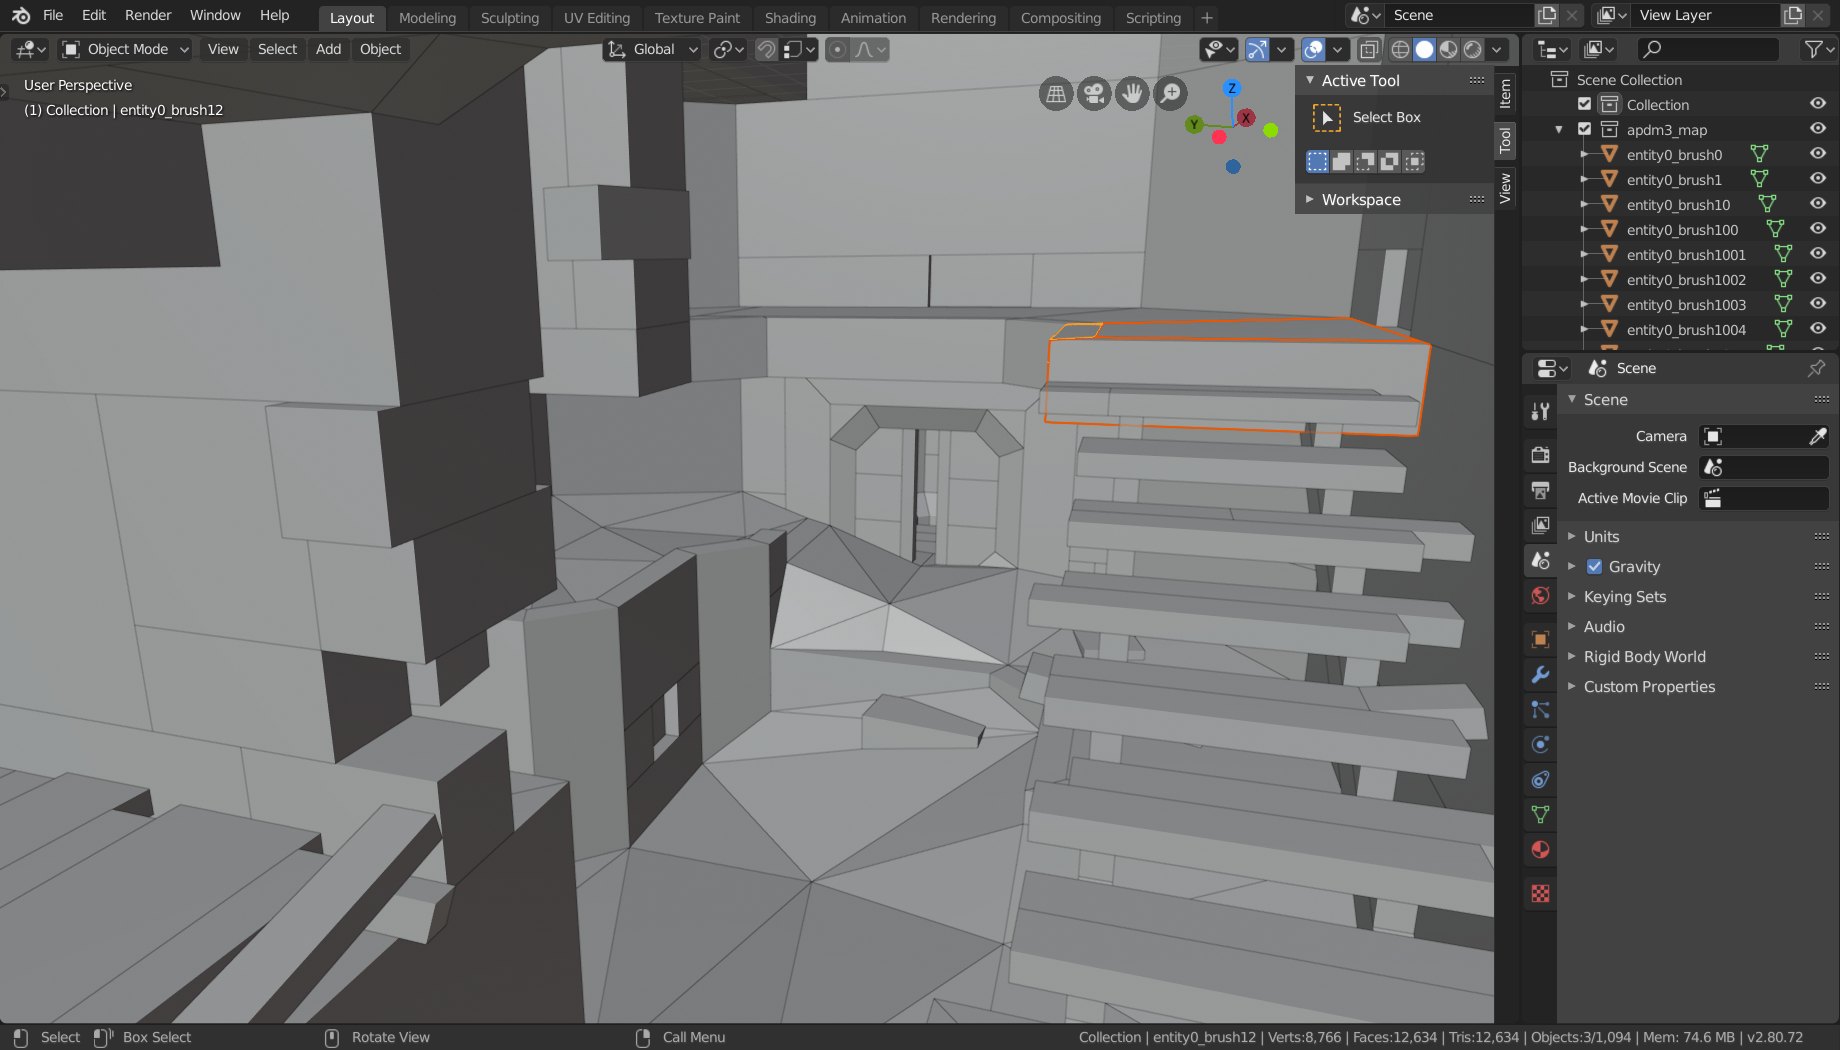 File Edit Render Window Help Layout Modeling Sculpting UV Editing Texture Paint Shading Animation Rendering Compositing Scripting + Scene View Layer
Object Mode View Select Add Object Global
User Perspective
(1) Collection | entity0_brush12
Z
Y
X
Active Tool
Select Box
Workspace
Item
Tool
View
Scene Collection
Collection
apdm3_map
entity0_brush0
entity0_brush1
entity0_brush10
entity0_brush100
entity0_brush1001
entity0_brush1002
entity0_brush1003
entity0_brush1004
Scene
Scene
Camera
Background Scene
Active Movie Clip
Units
Gravity
Keying Sets
Audio
Rigid Body World
Custom Properties
Select Box Select Rotate View Call Menu Collection | entity0_brush12 | Verts:8,766 | Faces:12,634 | Tris:12,634 | Objects:3/1,094 | Mem: 74.6 MB | v2.80.72